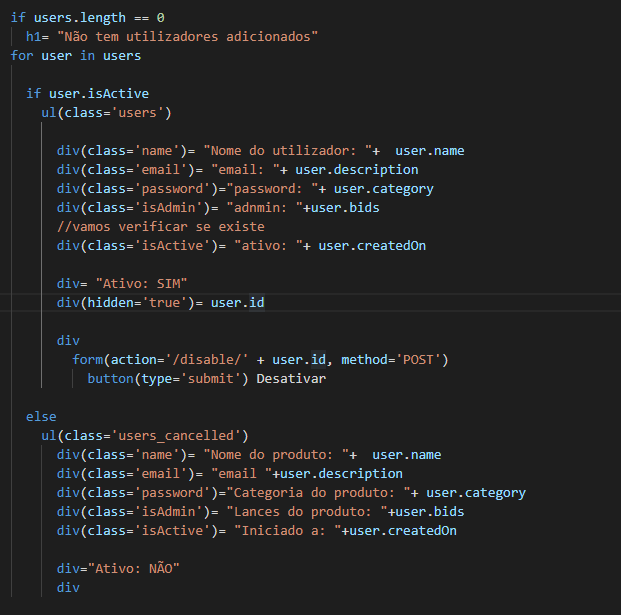 if users.length == 0
h1= "Não tem utilizadores adicionados"
for user in users
if user.isActive
ul(class='users')
div(class='name')= "Nome do utilizador: "+  user.name
div(class='email')= "email: "+ user.description
div(class='password')="password: "+ user.category
div(class='isAdmin')= "adnmin: "+user.bids
//vamos verificar se existe
div(class='isActive')= "ativo: "+ user.createdOn
div= "Ativo: SIM"
div(hidden='true')= user.id
div
form(action='/disable/' + user.id, method='POST')
button(type='submit') Desativar
else
ul(class='users_cancelled')
div(class='name')= "Nome do produto: "+  user.name
div(class='email')= "email "+user.description
div(class='password')="Categoria do produto: "+ user.category
div(class='isAdmin')= "Lances do produto: "+user.bids
div(class='isActive')= "Iniciado a: "+user.createdOn
div="Ativo: NÃO"
div